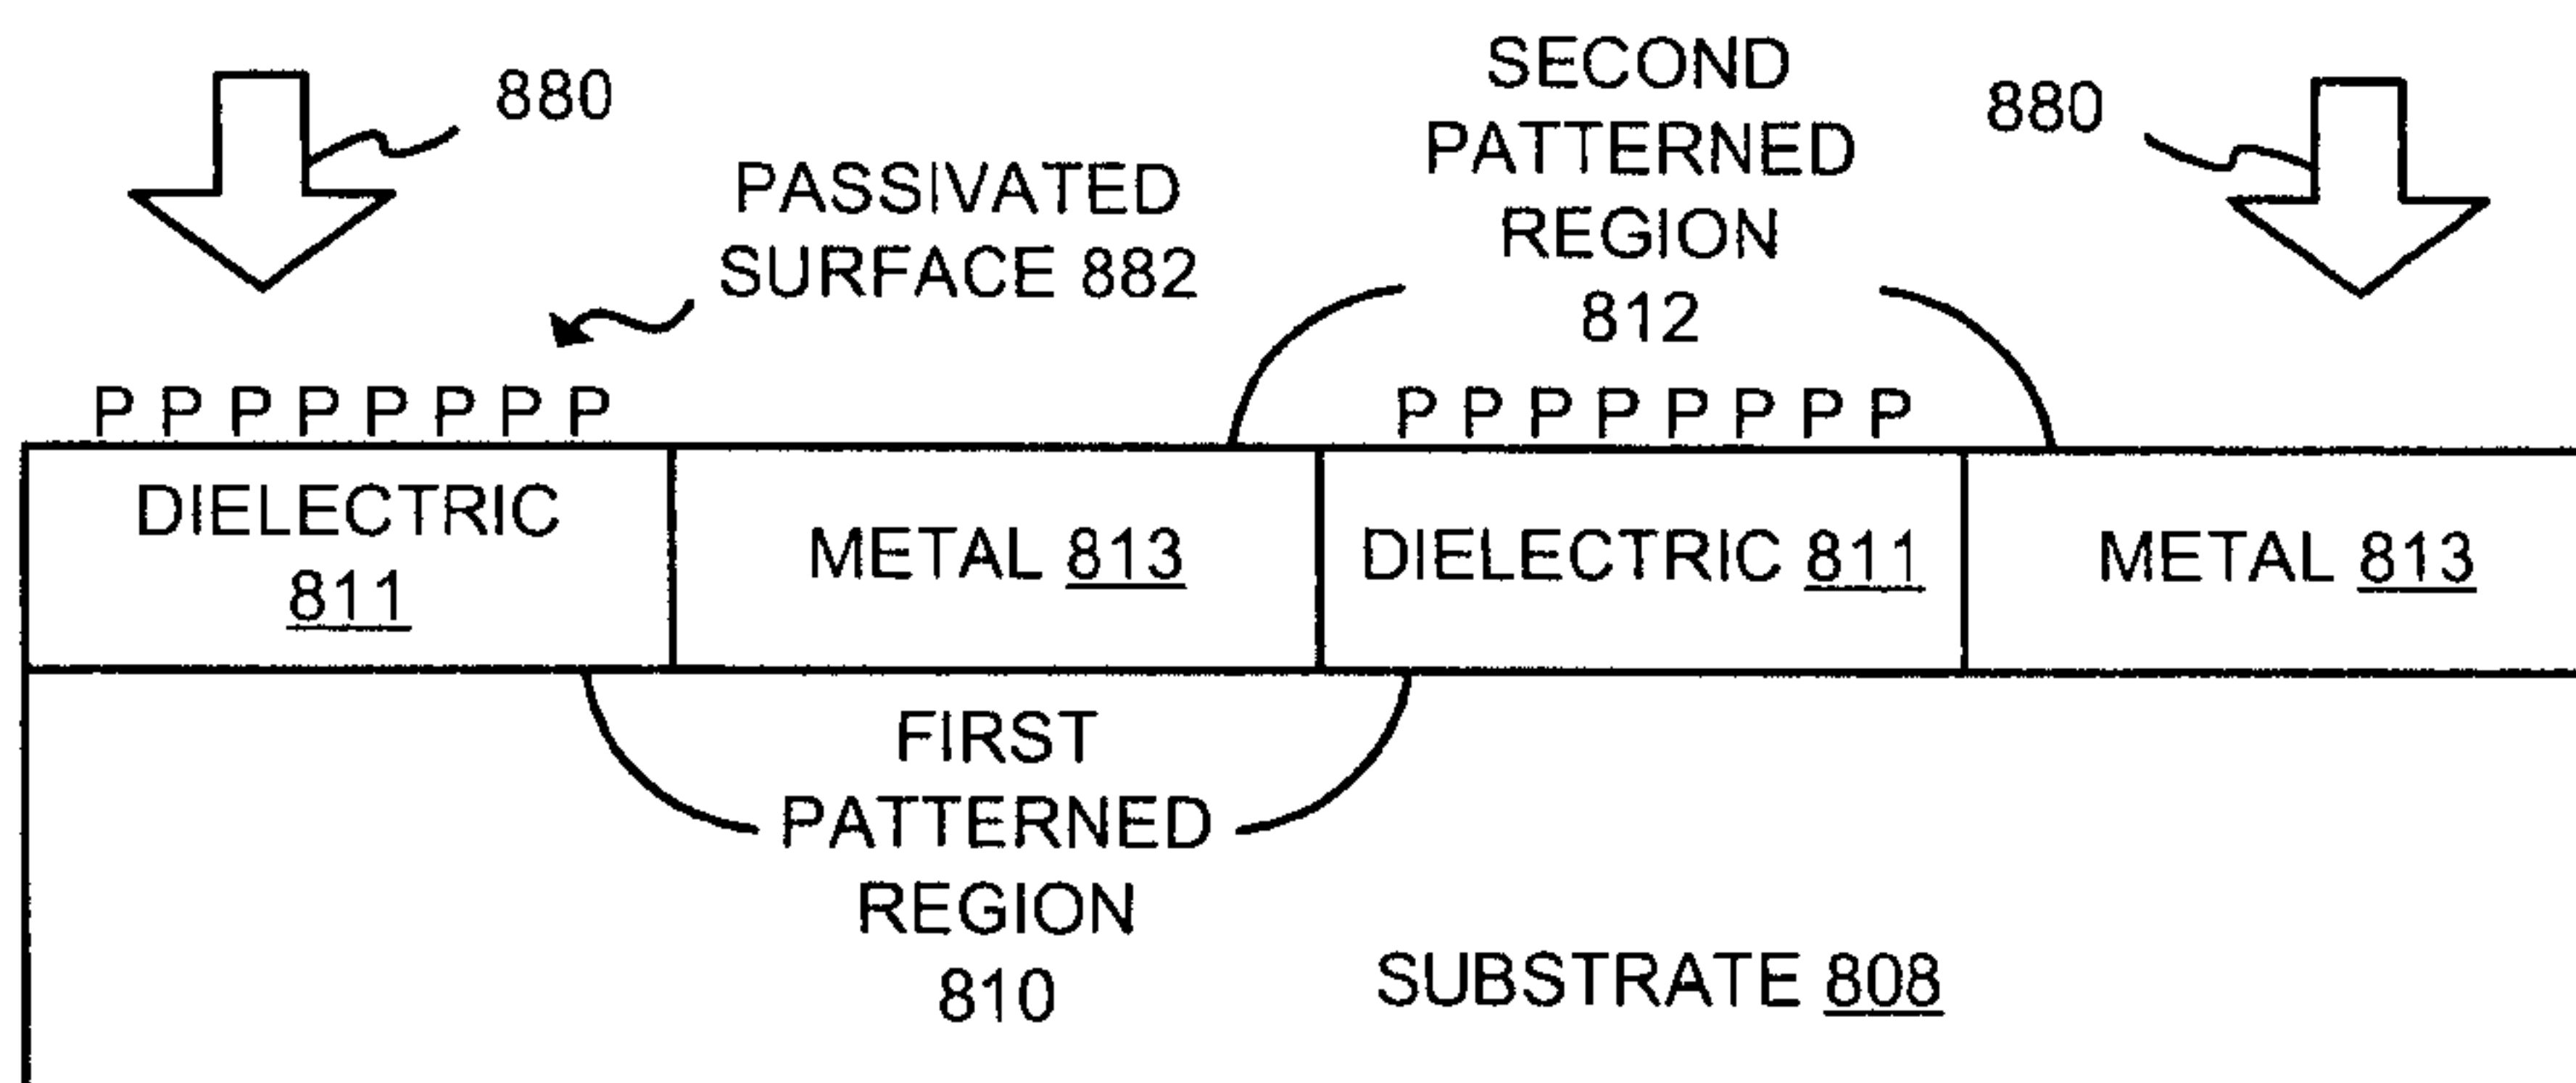 880
PASSIVATED
SURFACE 882
SECOND
PATTERNED
REGION
812
880
P P P P P P P P
P P P P P P P P
DIELECTRIC
811
METAL 813
DIELECTRIC 811
METAL 813
FIRST
PATTERNED
REGION
810
SUBSTRATE 808